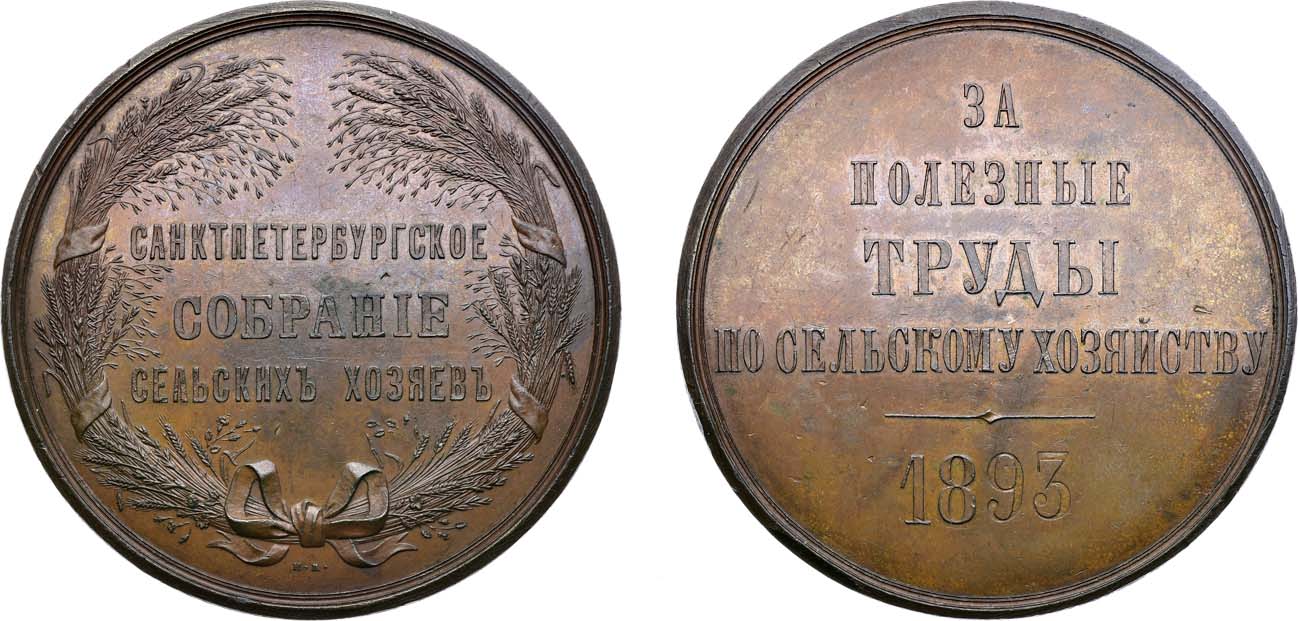 САНКТПЕТЕРБУРГСКОЕ
СОБРАНІЕ
СЕЛЬСКИХЪ ХОЗЯЕВЪ
ЗА
ПОЛЕЗНЫЕ
ТРУДЫ
ПО СЕЛЬСКОМУ ХОЗЯЙСТВУ
1893